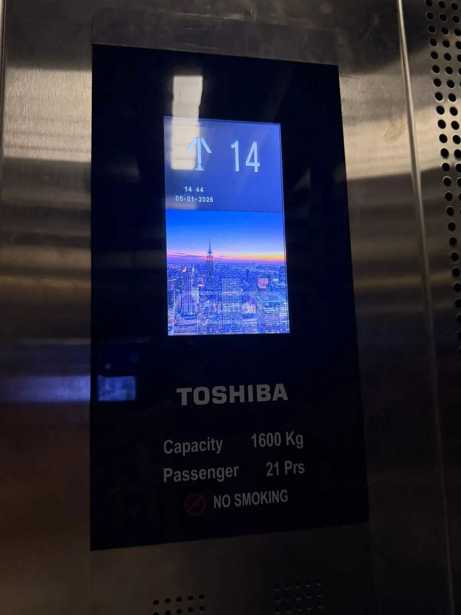 14
14 44
05-01-2026
TOSHIBA
Capacity 1600 Kg
Passenger 21 Prs
NO SMOKING